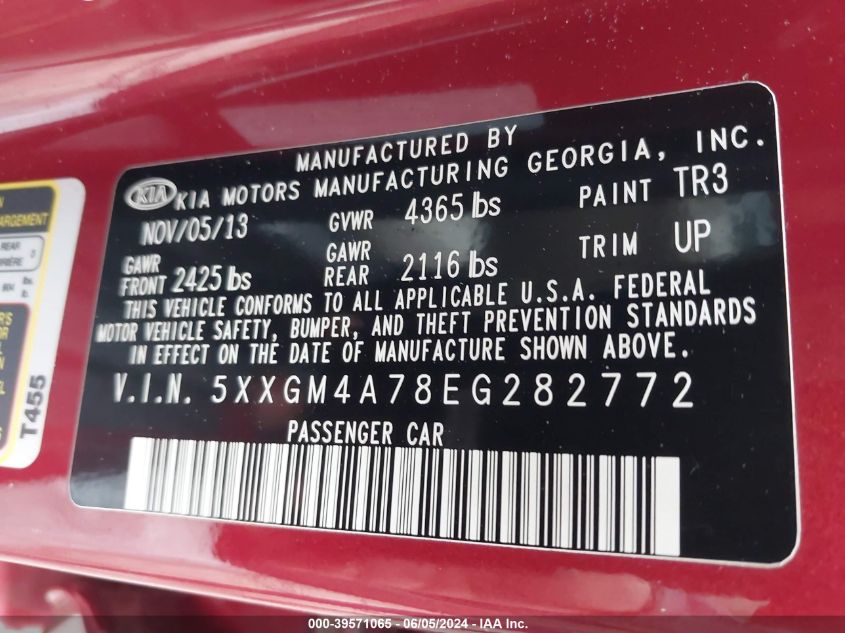 MANUFACTURED BY
KIA KIA MOTORS MANUFACTURING GEORGIA, INC.
NOV/05/13 GVWR 4365 lbs PAINT TR3
GAWR FRONT 2425 lbs GAWR REAR 2116 lbs TRIM UP
THIS VEHICLE CONFORMS TO ALL APPLICABLE U.S.A. FEDERAL
MOTOR VEHICLE SAFETY, BUMPER, AND THEFT PREVENTION STANDARDS
IN EFFECT ON THE DATE OF MANUFACTURE SHOWN ABOVE.
V.I.N. 5XXGM4A78EG282772
PASSENGER CAR
REAR
T455
000-39571065 - 06/05/2024 - IAA Inc.